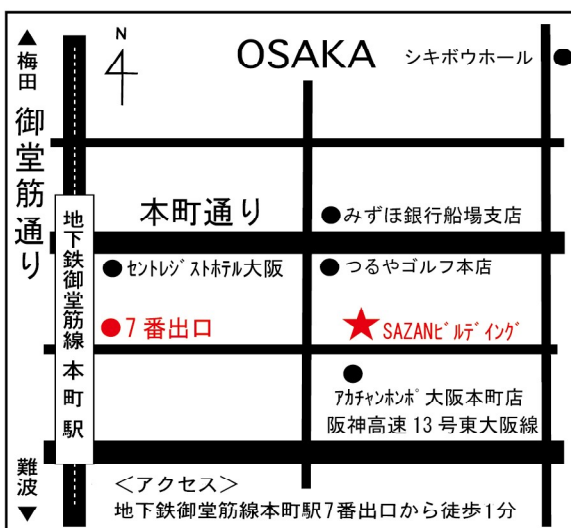 ▲
梅田
御堂筋通り
N
OSAKA
シキボウホール
本町通り
みずほ銀行船場支店
セントレジストホテル大阪
つるやゴルフ本店
地下鉄御堂筋線 本町駅
7番出口
★ SAZANビルデイング
アカチャンホンポ 大阪本町店
阪神高速13号東大阪線
難波
▼
<アクセス>
地下鉄御堂筋線本町駅7番出口から徒歩1分